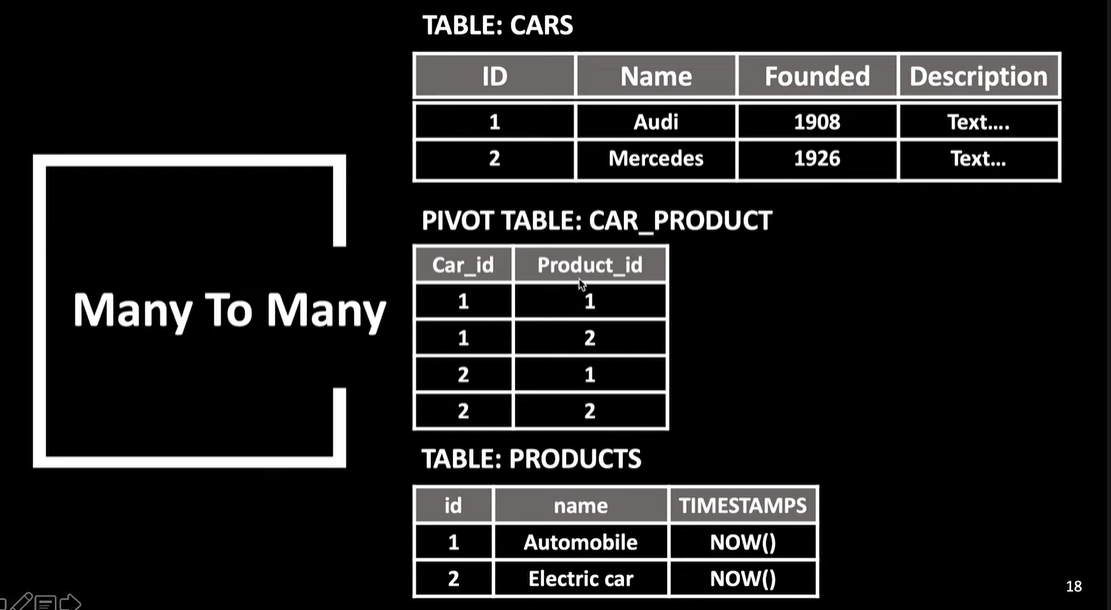 TABLE: CARS
ID Name Founded Description
1 Audi 1908 Text....
2 Mercedes 1926 Text...
Many To Many
PIVOT TABLE: CAR_PRODUCT
Car_id Product_id
1 1
1 2
2 1
2 2
TABLE: PRODUCTS
id name TIMESTAMPS
1 Automobile NOW()
2 Electric car NOW()
18